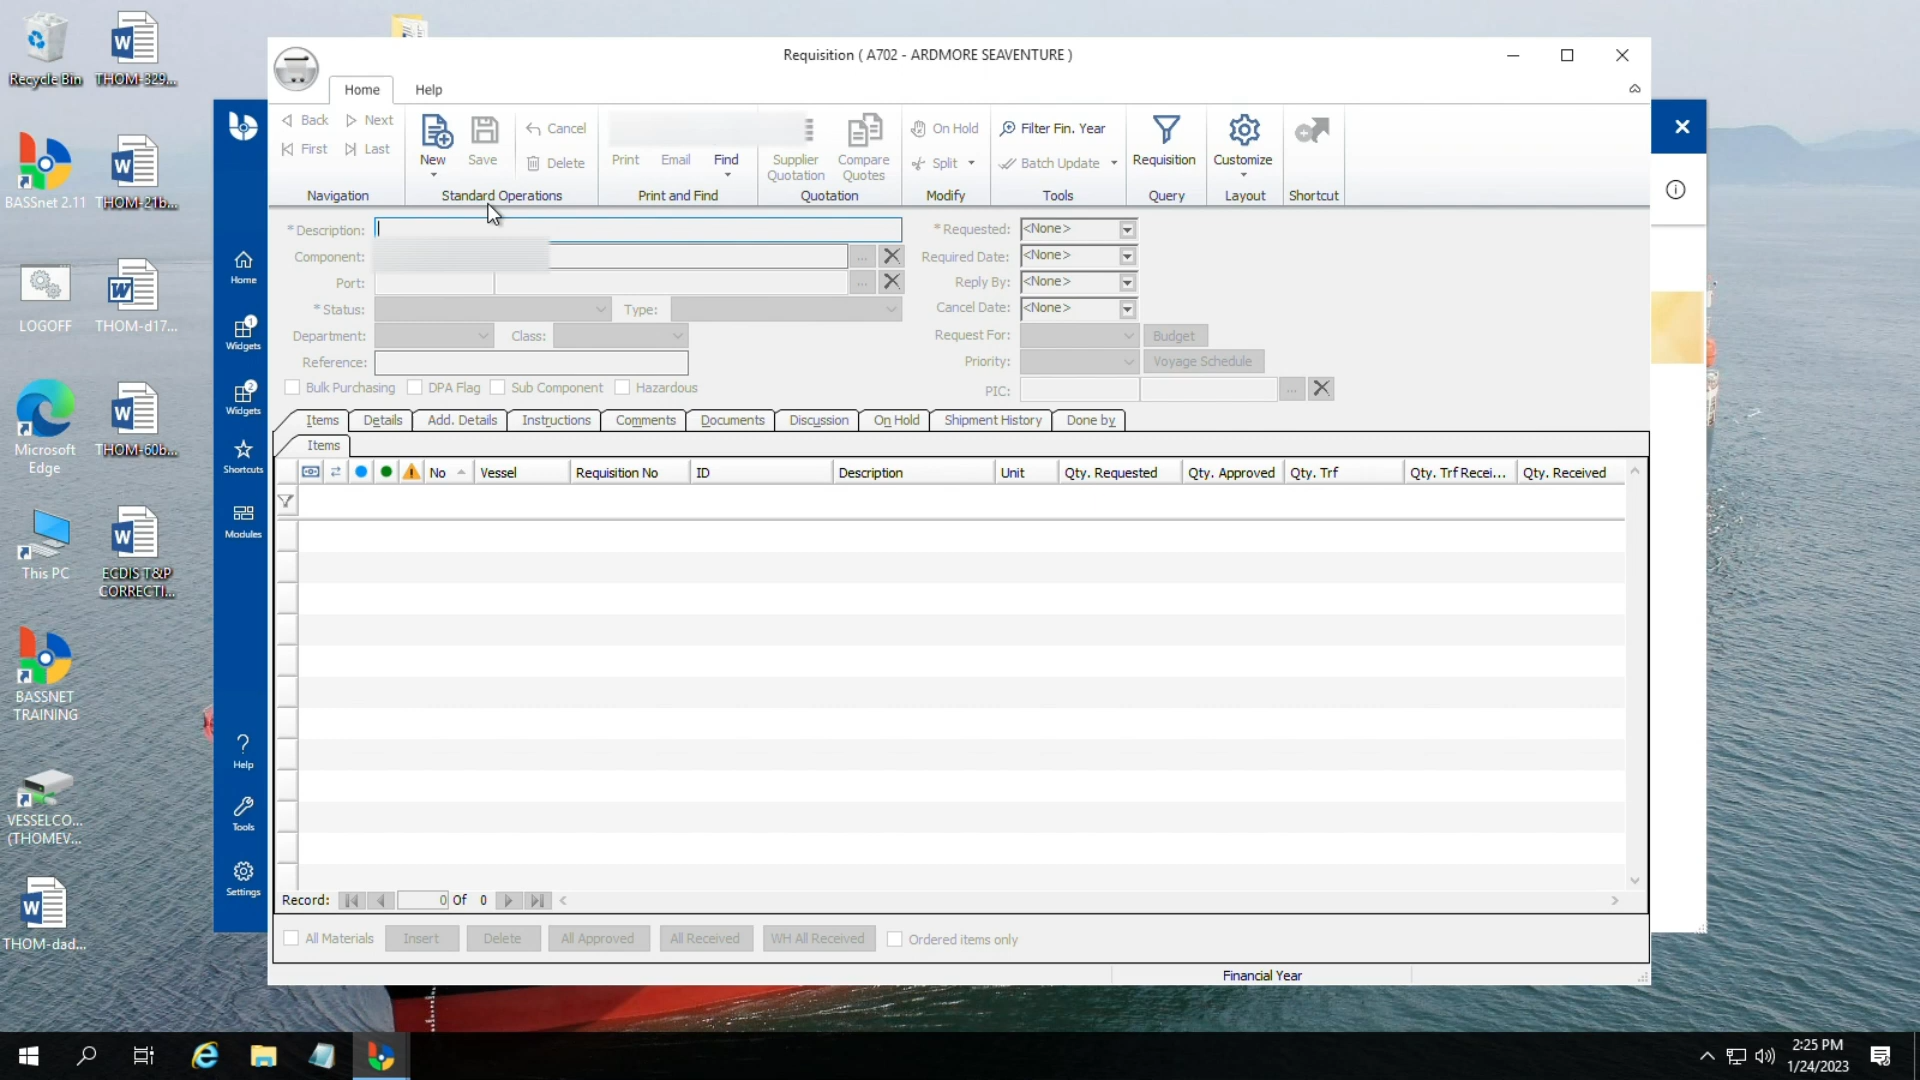 Recycle Bin
THOM-329...
BASSnet 2.11
THOM-21b...
LOGOFF
THOM-d17...
Microsoft
Edge
THOM-60b...
This PC
ECDIS T&P
CORRECTI...
BASSNET
TRAINING
VESSELCO...
(THOMEV...
THOM-dad...
Home
1
Widgets
2
Widgets
Shortcuts
Modules
Help
Tools
Settings
Requisition ( A702 - ARDMORE SEAVENTURE )
Home Help
Back Next
First Last
Navigation
New Save Cancel
Delete
Standard Operations
Print Email Find
Print and Find
Supplier
Quotation
Compare
Quotes
Quotation
On Hold
Split
Modify
Filter Fin. Year
Batch Update
Tools
Requisition
Query
Customize
Layout
Shortcut
* Description:
Component: ...
Port: ...
* Status: Type:
Department: Class:
Reference:
Bulk Purchasing DPA Flag Sub Component Hazardous
* Requested: <None>
Required Date: <None>
Reply By: <None>
Cancel Date: <None>
Request For: Budget
Priority: Voyage Schedule
PIC: ...
Items Details Add. Details Instructions Comments Documents Discussion On Hold Shipment History Done by
Items
No Vessel Requisition No ID Description Unit Qty. Requested Qty. Approved Qty. Trf Qty. Trf Recei... Qty. Received
Record: 0 Of 0
All Materials Insert Delete All Approved All Received WH All Received Ordered items only
Financial Year
2:25 PM
1/24/2023